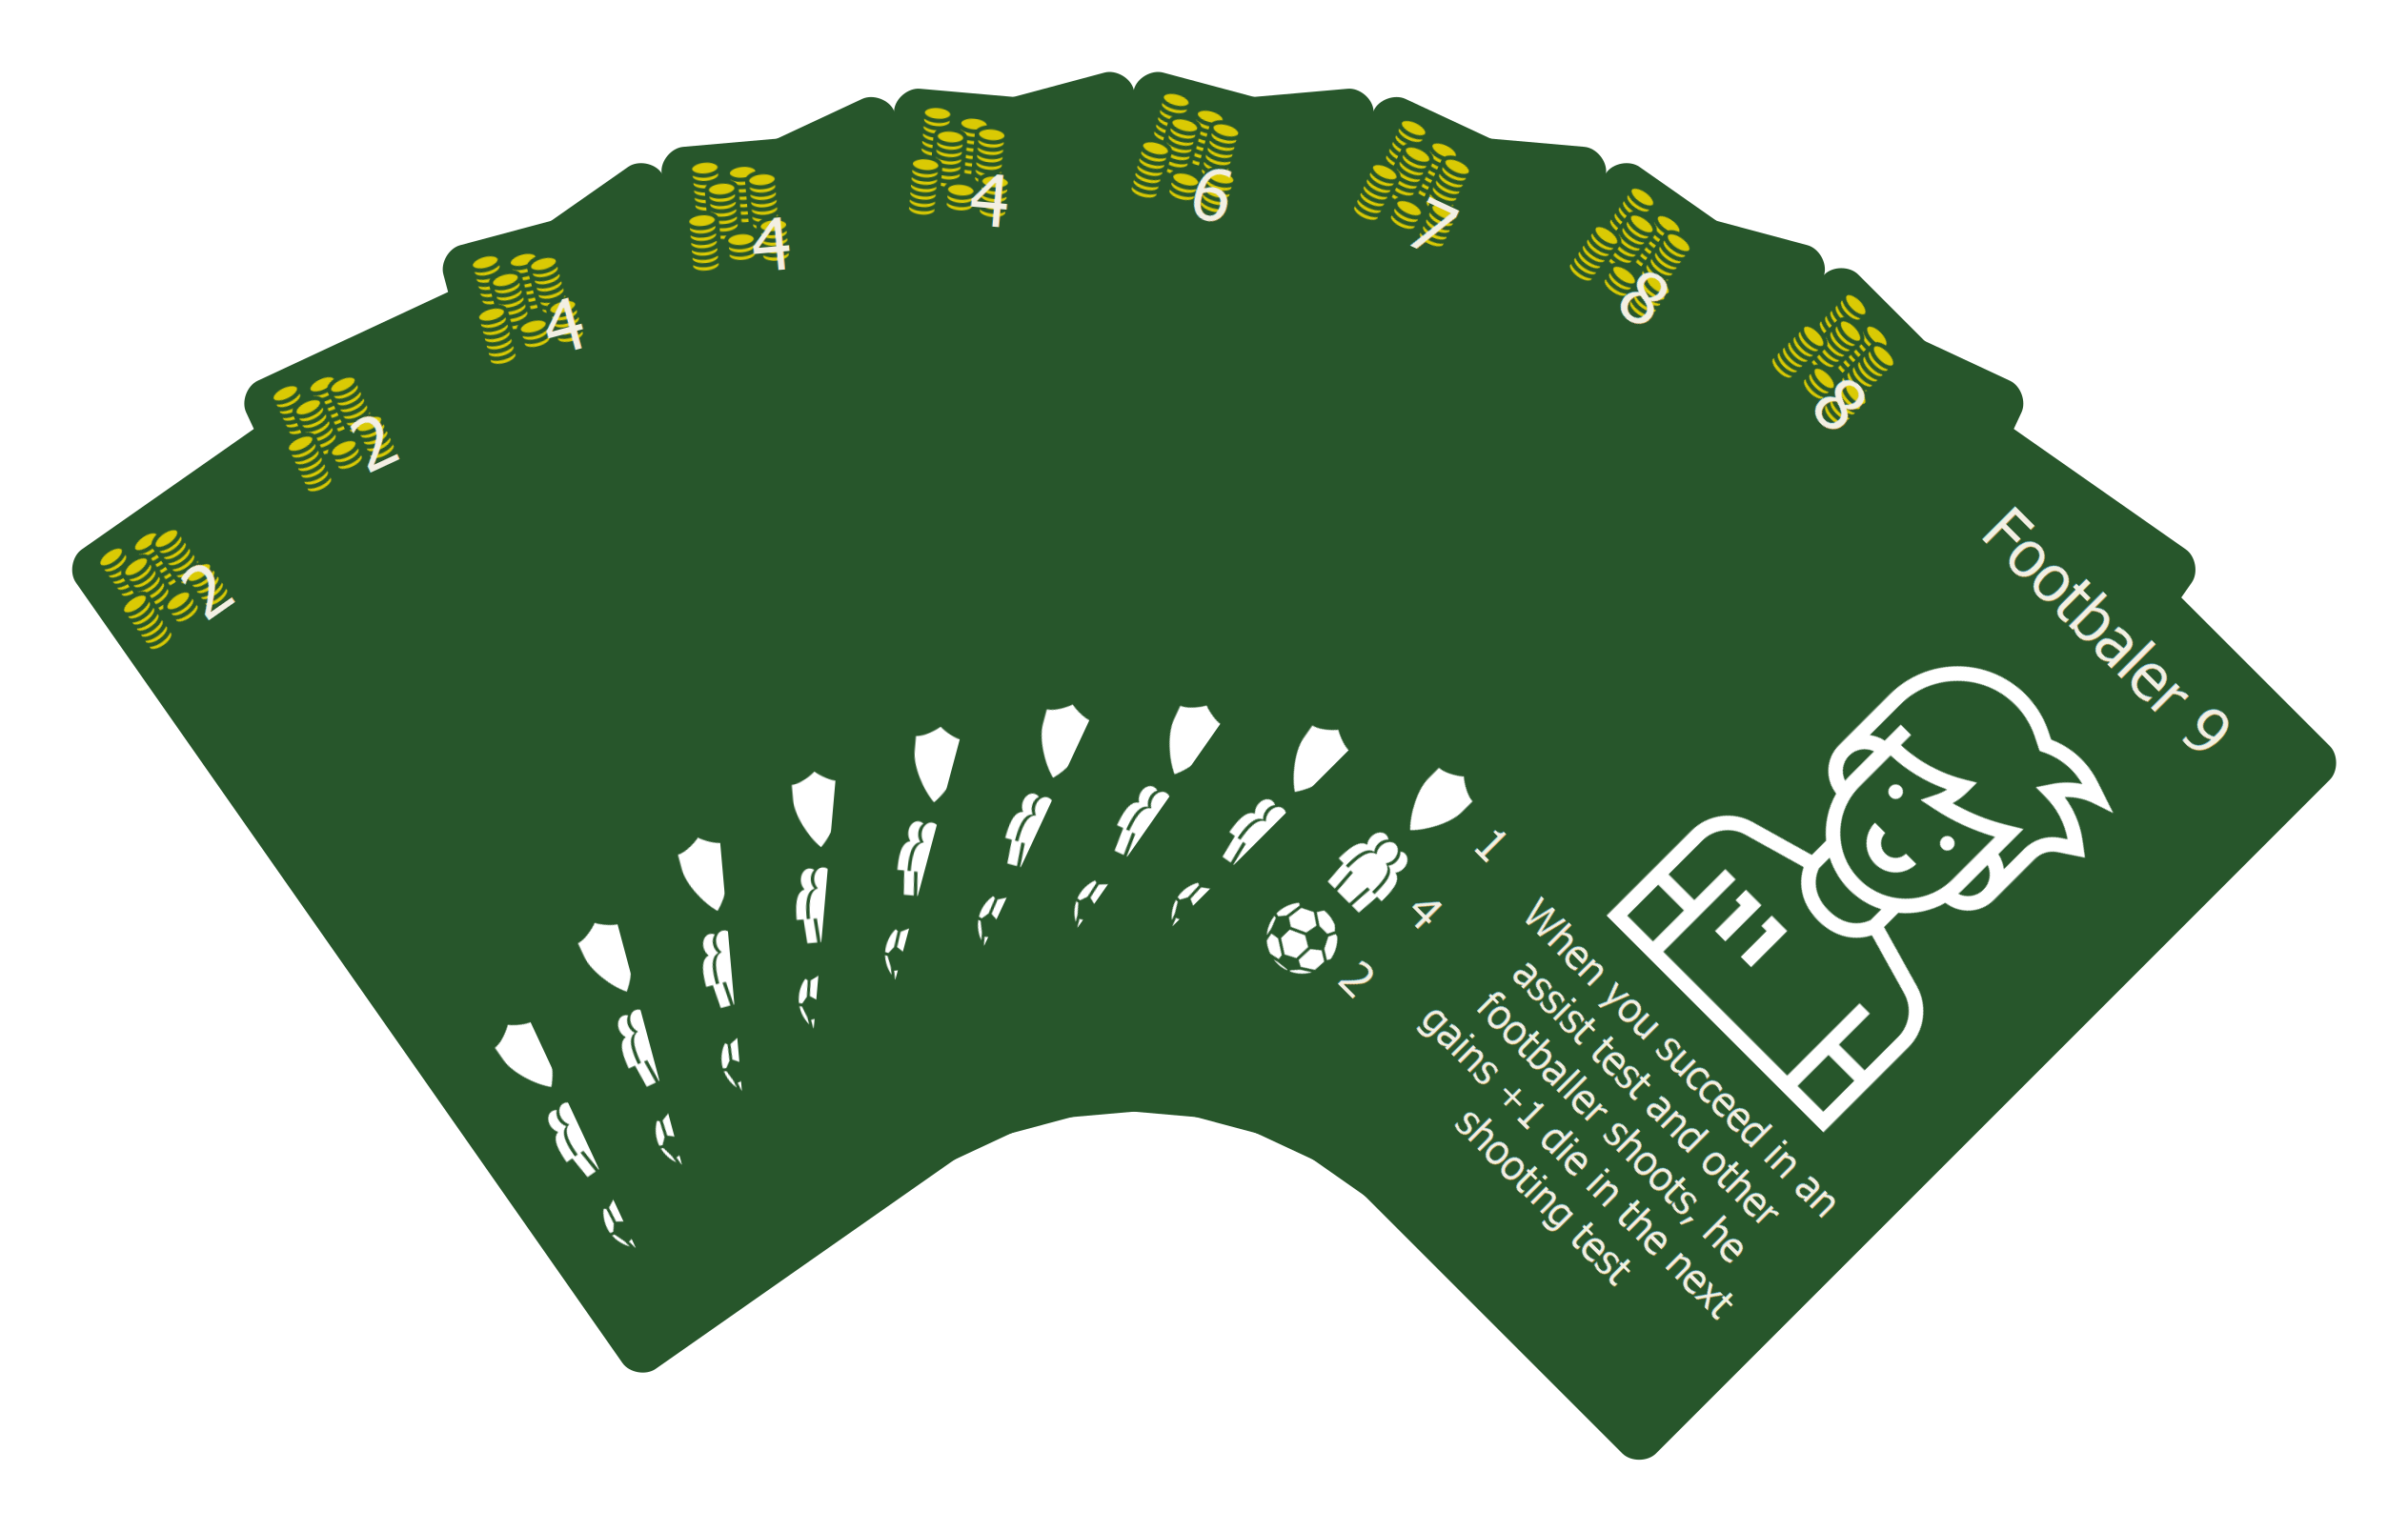 2
2
4
4
4
6
7
8
8
Footbaler 9
1
4
2
When you succeed in an
assist test and other
footballer shoots, he
gains +1 die in the next
shooting test